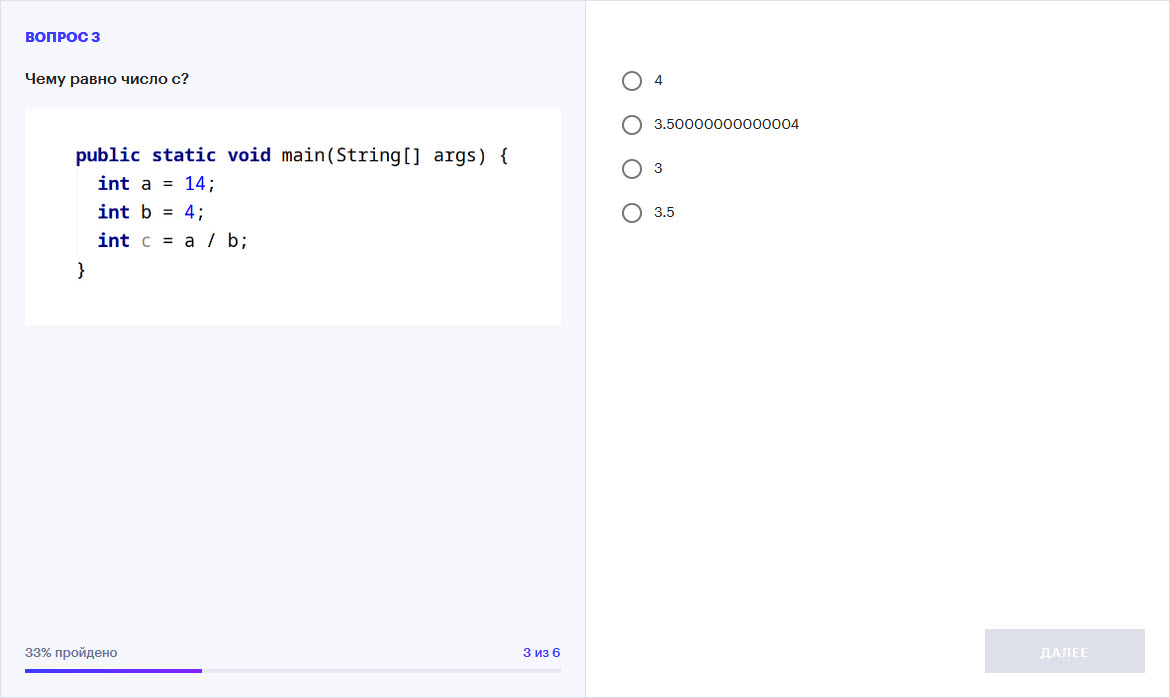 ВОПРОС 3
Чему равно число c?
public static void main(String[] args) {
int a = 14;
int b = 4;
int c = a / b;
}
33% пройдено
3 из 6
4
3.50000000000004
3
3.5
ДАЛЕЕ